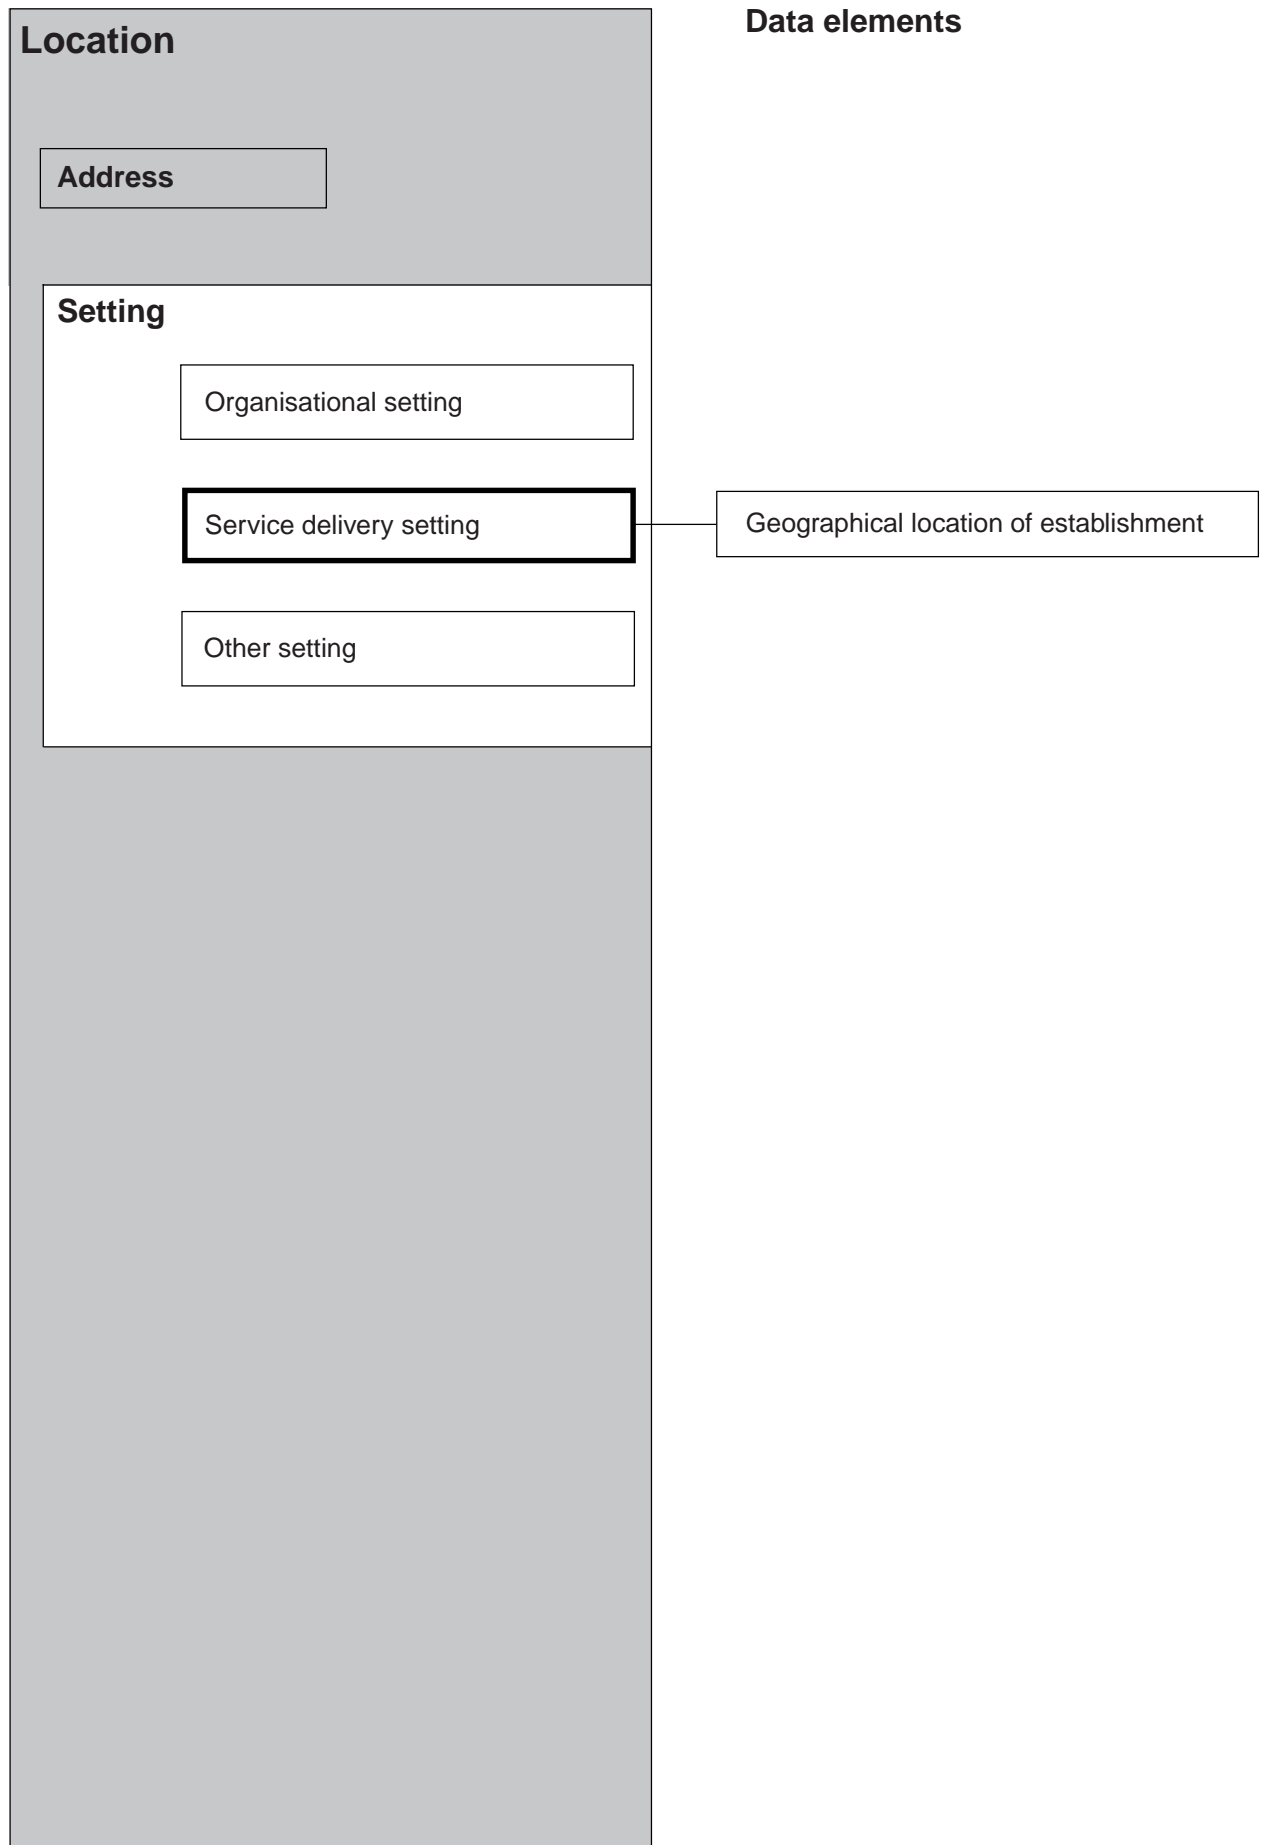 Location
Data elements
Address
Setting
Organisational setting
Service delivery setting
Geographical location of establishment
Other setting